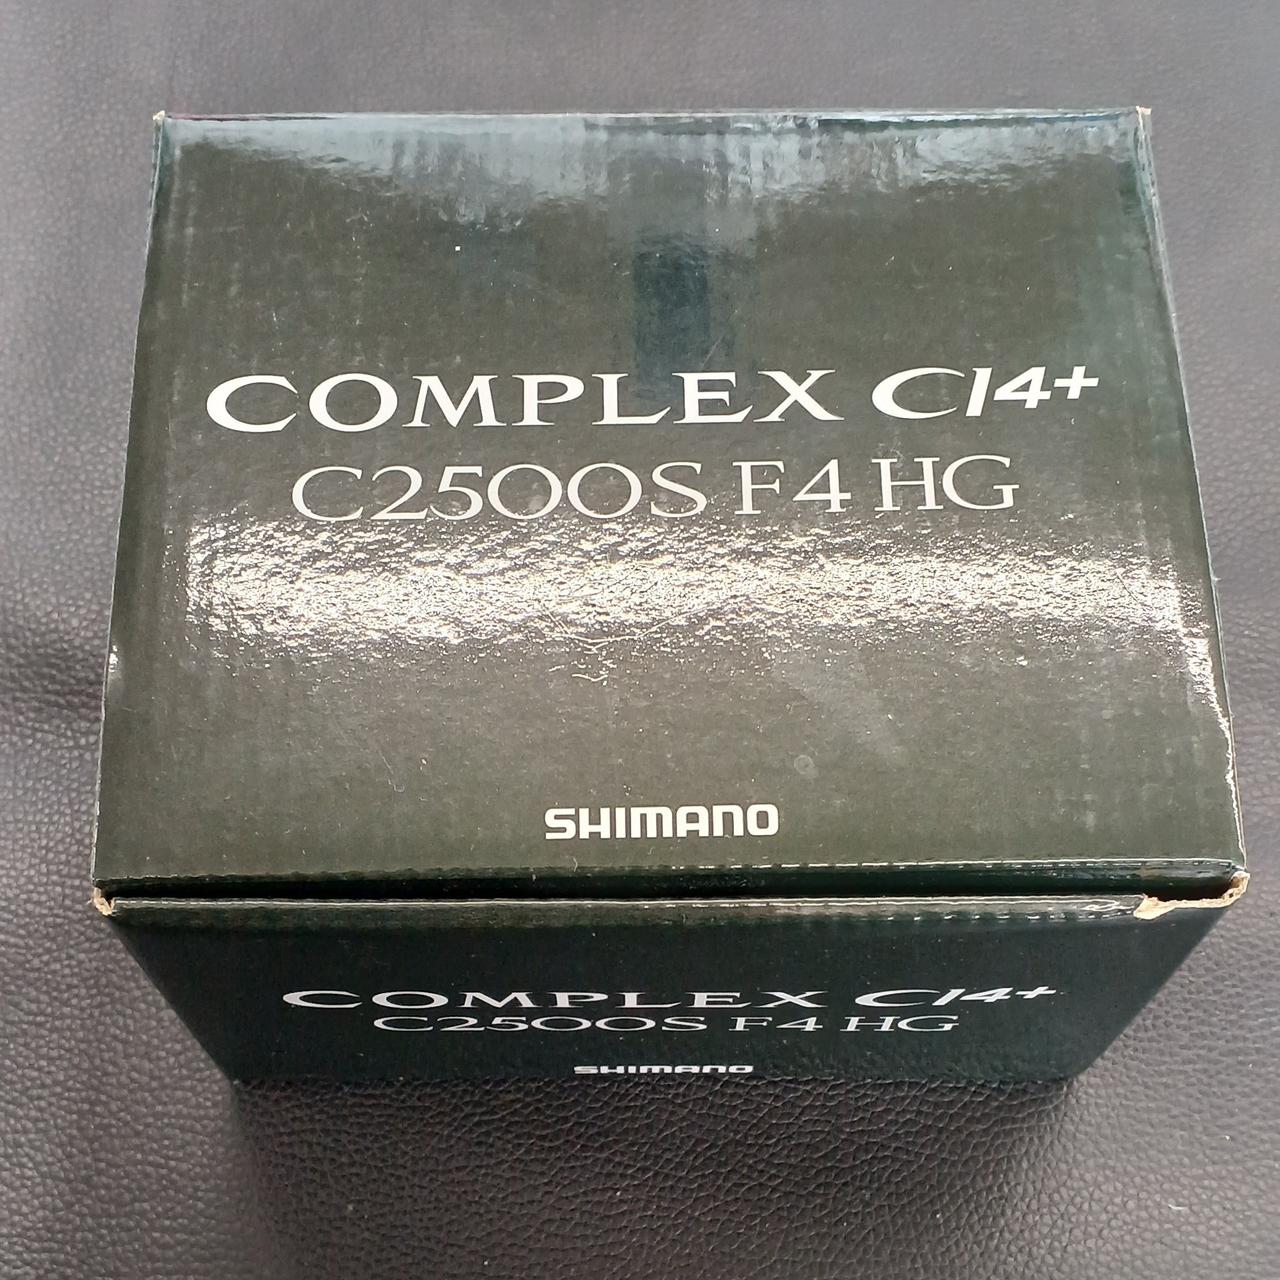 COMPLEX CI4+
C2500S F4 HG
SHIMANO
COMPLEX CI4+
C2500S F4 HG
SHIMANO